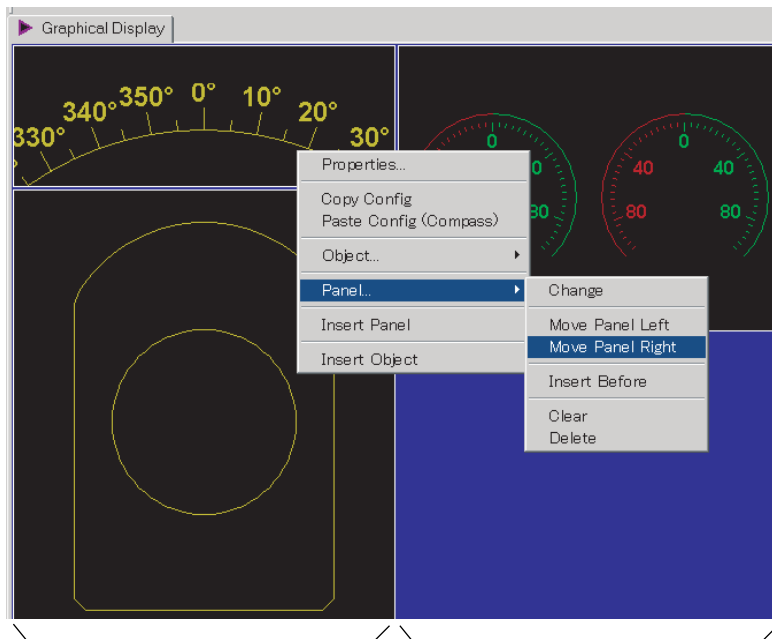 Graphical Display
330° 340° 350° 0° 10° 20° 30°
0 0
0 40 40
80 80 80
Properties...
Copy Config
Paste Config (Compass)
Object...
Panel...
Insert Panel
Insert Object
Change
Move Panel Left
Move Panel Right
Insert Before
Clear
Delete